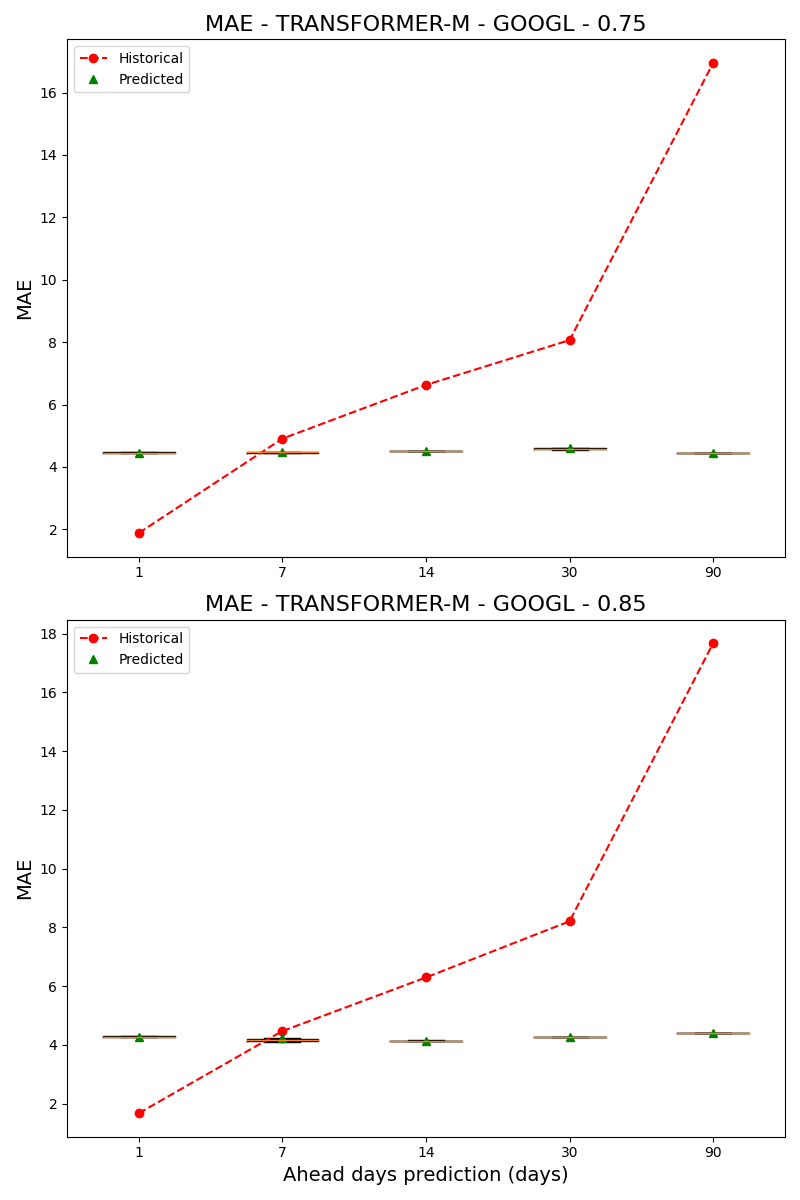 MAE - TRANSFORMER-M - GOOGL - 0.75
Historical
Predicted
MAE
16
14
12
10
8
6
4
2
1 7 14 30 90
MAE - TRANSFORMER-M - GOOGL - 0.85
Historical
Predicted
MAE
18
16
14
12
10
8
6
4
2
1 7 14 30 90
Ahead days prediction (days)